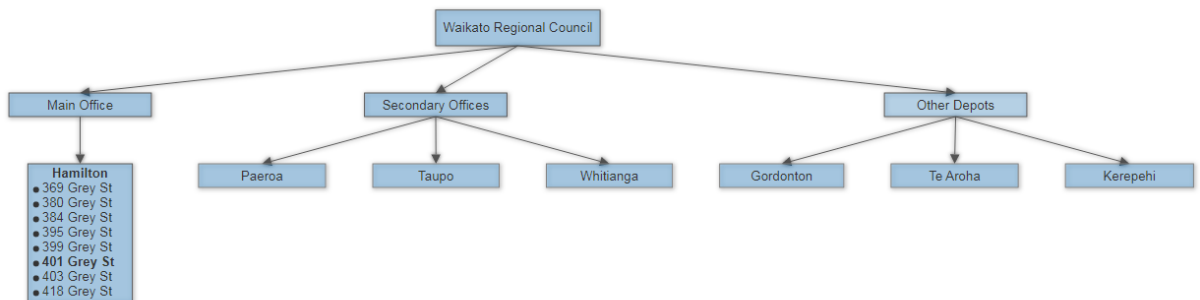 Waikato Regional Council
Main Office
Secondary Offices
Other Depots
Hamilton
369 Grey St
380 Grey St
384 Grey St
395 Grey St
399 Grey St
401 Grey St
403 Grey St
418 Grey St
Paeroa
Taupo
Whitianga
Gordonton
Te Aroha
Kerepehi